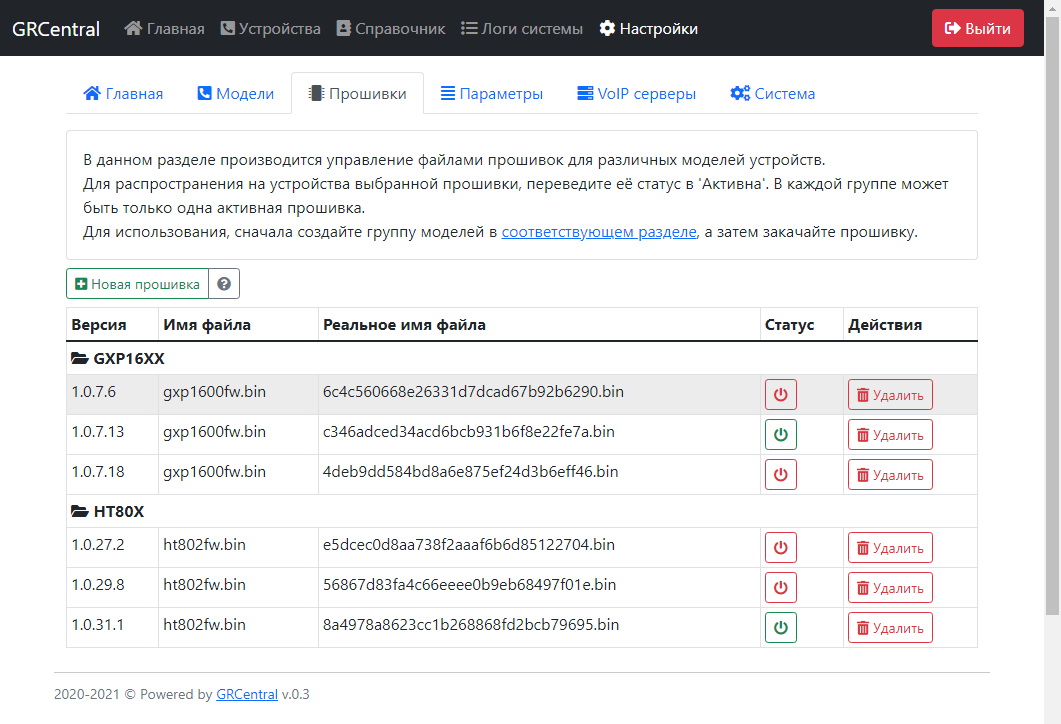 GRCentral Главная Устройства Справочник Логи системы Настройки Выйти
Главная Модели Прошивки Параметры VoIP серверы Система
В данном разделе производится управление файлами прошивок для различных моделей устройств.
Для распространения на устройства выбранной прошивки, переведите её статус в 'Активна'. В каждой группе может
быть только одна активная прошивка.
Для использования, сначала создайте группу моделей в соответствующем разделе, а затем закачайте прошивку.
Новая прошивка
Версия Имя файла Реальное имя файла Статус Действия
GXP16XX
1.0.7.6 gxp1600fw.bin 6c4c560668e26331d7dcad67b92b6290.bin Удалить
1.0.7.13 gxp1600fw.bin c346adced34acd6bcb931b6f8e22fe7a.bin Удалить
1.0.7.18 gxp1600fw.bin 4deb9dd584bd8a6e875ef24d3b6eff46.bin Удалить
HT80X
1.0.27.2 ht802fw.bin e5dcec0d8aa738f2aaaf6b6d85122704.bin Удалить
1.0.29.8 ht802fw.bin 56867d83fa4c66eeee0b9eb68497f01e.bin Удалить
1.0.31.1 ht802fw.bin 8a4978a8623cc1b268868fd2bcb79695.bin Удалить
2020-2021 © Powered by GRCentral v.0.3